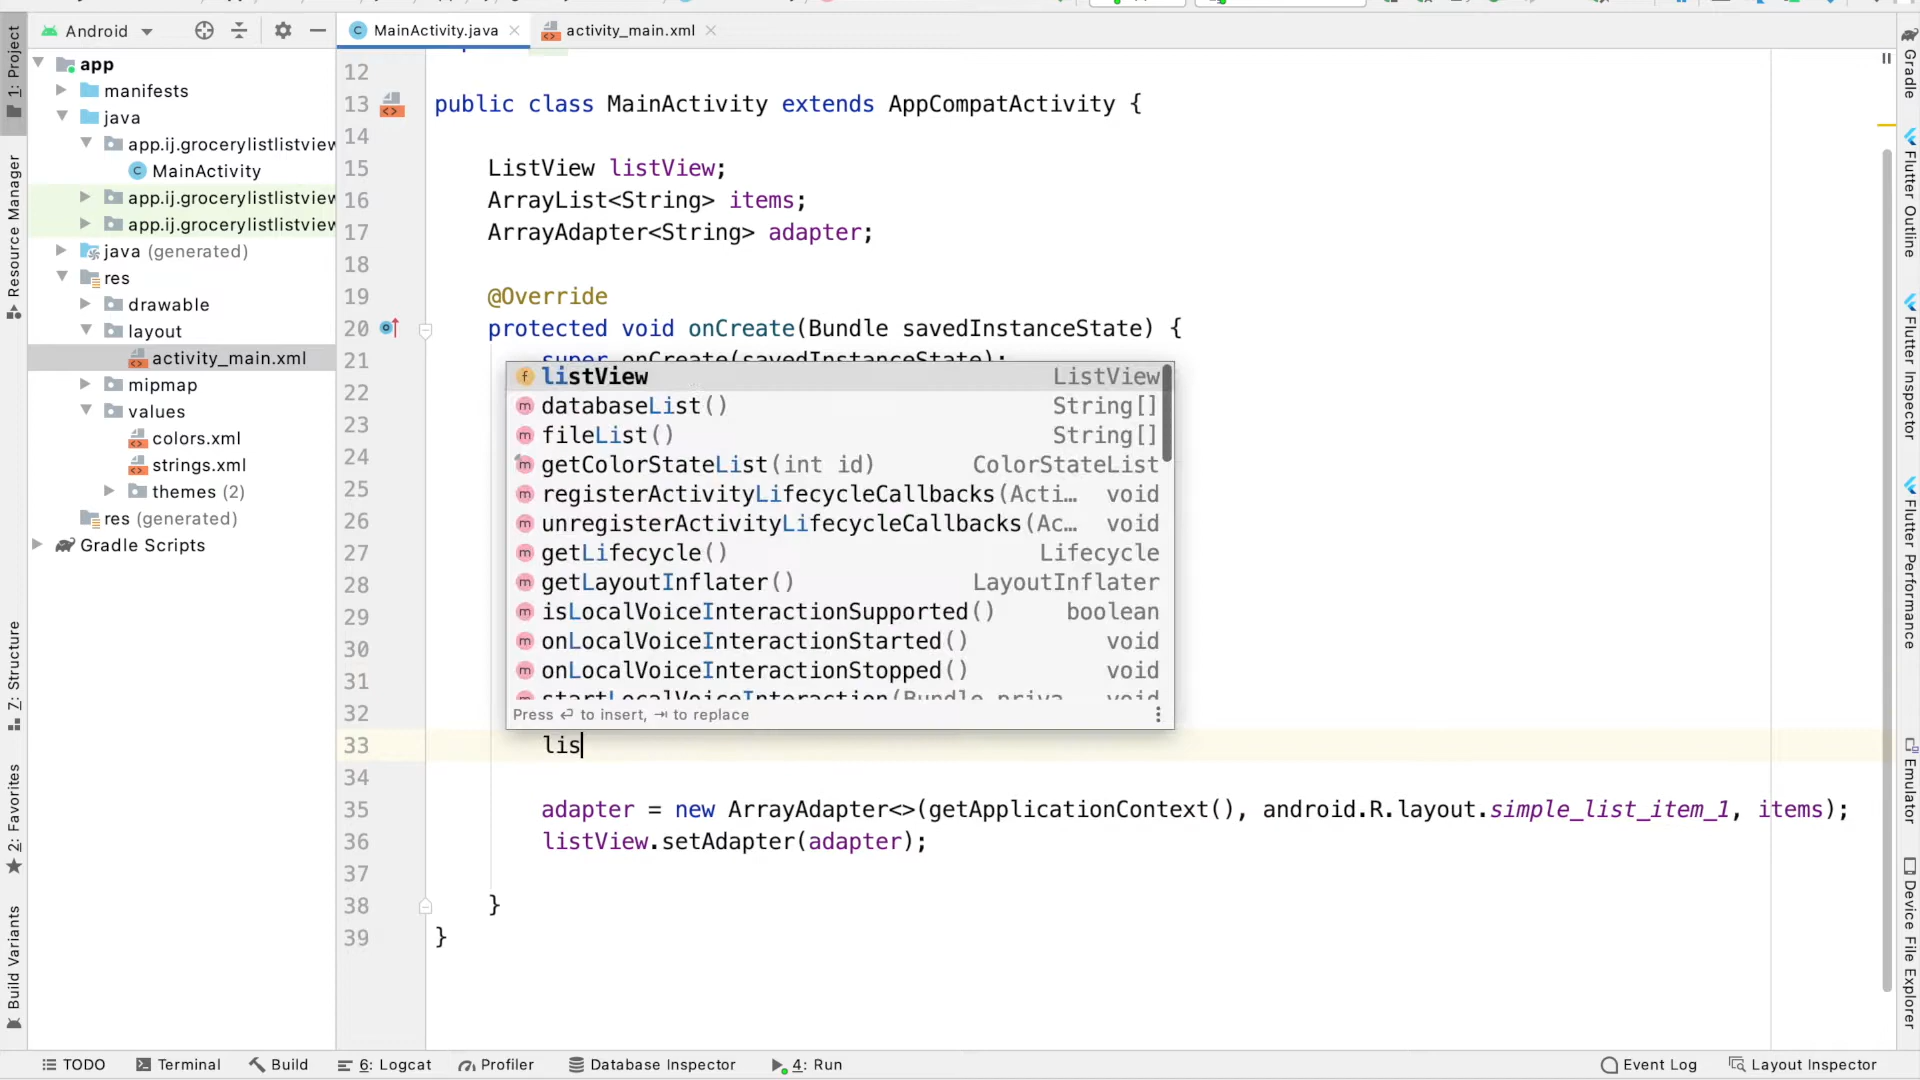 Android
MainActivity.java
activity_main.xml
1: Project
Resource Manager
7: Structure
2: Favorites
Build Variants
app
manifests
java
app.ij.grocerylistlistview
MainActivity
app.ij.grocerylistlistview
app.ij.grocerylistlistview
java (generated)
res
drawable
layout
activity_main.xml
mipmap
values
colors.xml
strings.xml
themes (2)
res (generated)
Gradle Scripts
12
13 public class MainActivity extends AppCompatActivity {
14
15 ListView listView;
16 ArrayList<String> items;
17 ArrayAdapter<String> adapter;
18
19 @Override
20 protected void onCreate(Bundle savedInstanceState) {
21 super.onCreate(savedInstanceState);
22
23
24
25
26
27
28
29
30
31
32
listView ListView
databaseList() String[]
fileList() String[]
getColorStateList(int id) ColorStateList
registerActivityLifecycleCallbacks(Acti… void
unregisterActivityLifecycleCallbacks(Ac… void
getLifecycle() Lifecycle
getLayoutInflater() LayoutInflater
isLocalVoiceInteractionSupported() boolean
onLocalVoiceInteractionStarted() void
onLocalVoiceInteractionStopped() void
startLocalVoiceInteraction(Bundle priva… void
Press ↩ to insert, ⇥ to replace
33 lis
34
35 adapter = new ArrayAdapter<>(getApplicationContext(), android.R.layout.simple_list_item_1, items);
36 listView.setAdapter(adapter);
37
38 }
39 }
Gradle
Flutter Outline
Flutter Inspector
Flutter Performance
Emulator
Device File Explorer
TODO
Terminal
Build
6: Logcat
Profiler
Database Inspector
4: Run
Event Log
Layout Inspector